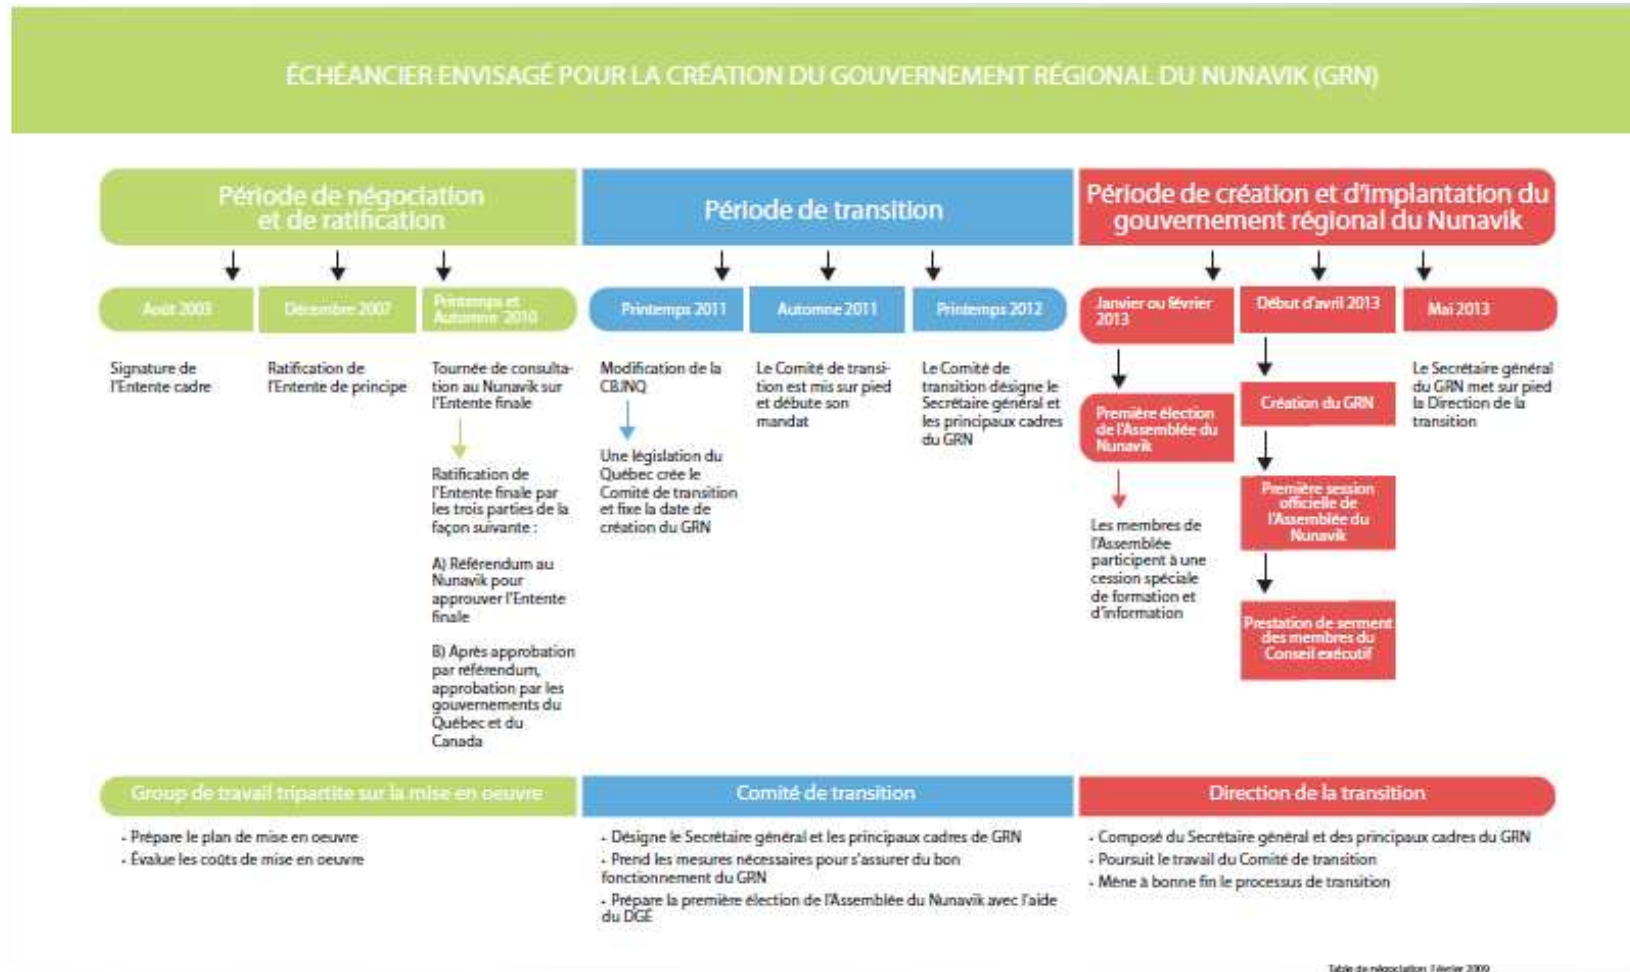 ÉCHÉANCIER ENVISAGÉ POUR LA CRÉATION DU GOUVERNEMENT RÉGIONAL DU NUNAVIK (GRN)
Période de négociation
et de ratification
Août 2003
Signature de
l'Entente cadre
Décembre 2007
Ratification de
l'Entente de principe
Printemps et
Automne 2010
Tournée de consulta-
tion au Nunavik sur
l'Entente finale
Ratification de
l'Entente finale par
les trois parties de la
façon suivante :
A) Référendum au
Nunavik pour
approuver l'Entente
finale
B) Après approbation
par référendum,
approbation par les
gouvernements du
Québec et du
Canada
Période de transition
Printemps 2011
Modification de la
CBJNQ
Une législation du
Québec crée le
Comité de transition
et fixe la date de
création du GRN
Automne 2011
Le Comité de transi-
tion est mis sur pied
et débute son
mandat
Printemps 2012
Le Comité de
transition désigne le
Secrétaire général et
les principaux cadres
du GRN
Période de création et d'implantation du
gouvernement régional du Nunavik
Janvier ou février
2013
Première élection
de l'Assemblée du
Nunavik
Les membres de
l'Assemblée
participent à une
cession spéciale
de formation et
d'information
Début d'avril 2013
Création du GRN
Première session
officielle de
l'Assemblée du
Nunavik
Prestation de serment
des membres du
Conseil exécutif
Mai 2013
Le Secrétaire général
du GRN met sur pied
la Direction de la
transition
Group de travail tripartite sur la mise en oeuvre
- Prépare le plan de mise en oeuvre
- Évalue les coûts de mise en oeuvre
Comité de transition
- Désigne le Secrétaire général et les principaux cadres de GRN
- Prend les mesures nécessaires pour s'assurer du bon
fonctionnement du GRN
- Prépare la première élection de l'Assemblée du Nunavik avec l'aide
du DGÉ
Direction de la transition
- Composé du Secrétaire général et des principaux cadres du GRN
- Poursuit le travail du Comité de transition
- Mène à bonne fin le processus de transition
Table de négociation, Février 2009